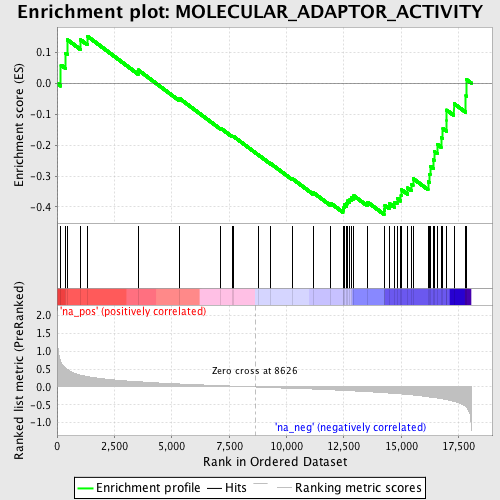 Enrichment plot: MOLECULAR_ADAPTOR_ACTIVITY
Enrichment score (ES)
0.1
0.0
-0.1
-0.2
-0.3
-0.4
'na_pos' (positively correlated)
Ranked list metric (PreRanked)
2.0
1.5
1.0
0.5
0.0
-0.5
-1.0
Zero cross at 8626
'na_neg' (negatively correlated)
0
2,500
5,000
7,500
10,000
12,500
15,000
17,500
Rank in Ordered Dataset
Enrichment profile
Hits
Ranking metric scores